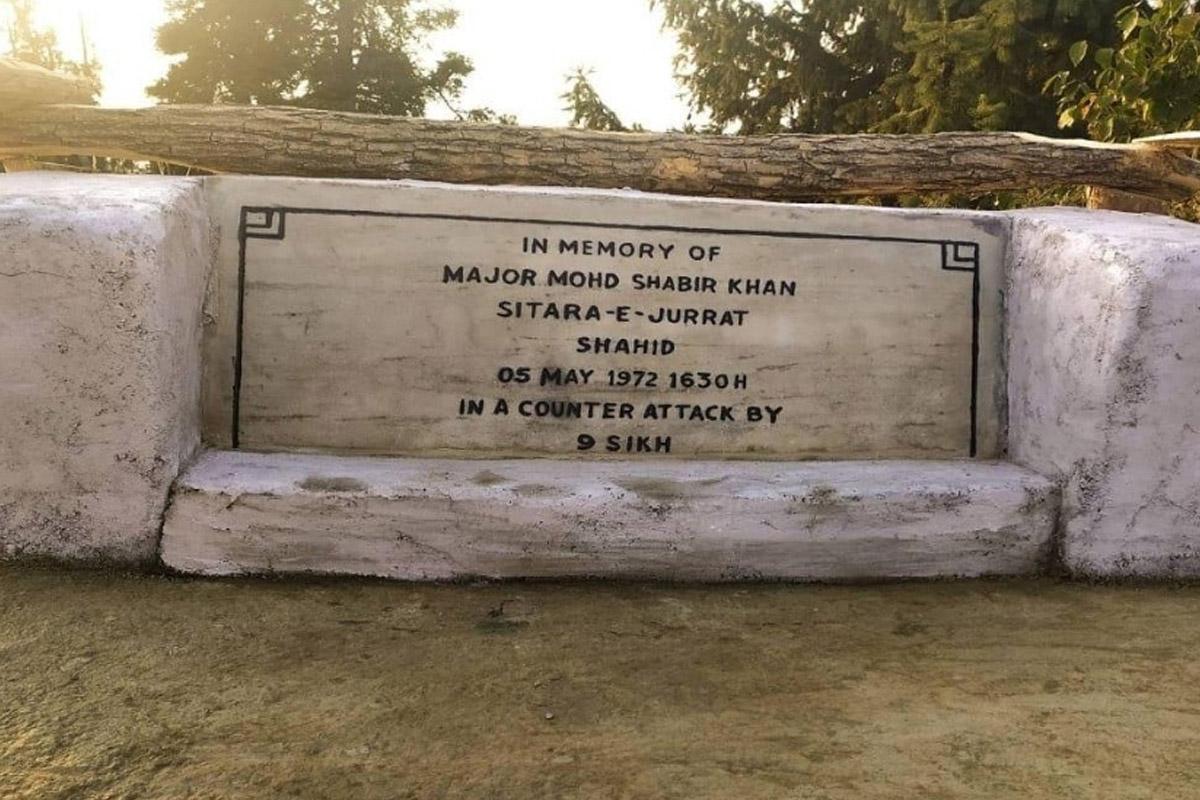 IN MEMORY OF
MAJOR MOHD SHABIR KHAN
SITARA-E-JURRAT
SHAHID
05 MAY 1972 1630H
IN A COUNTER ATTACK BY
9 SIKH